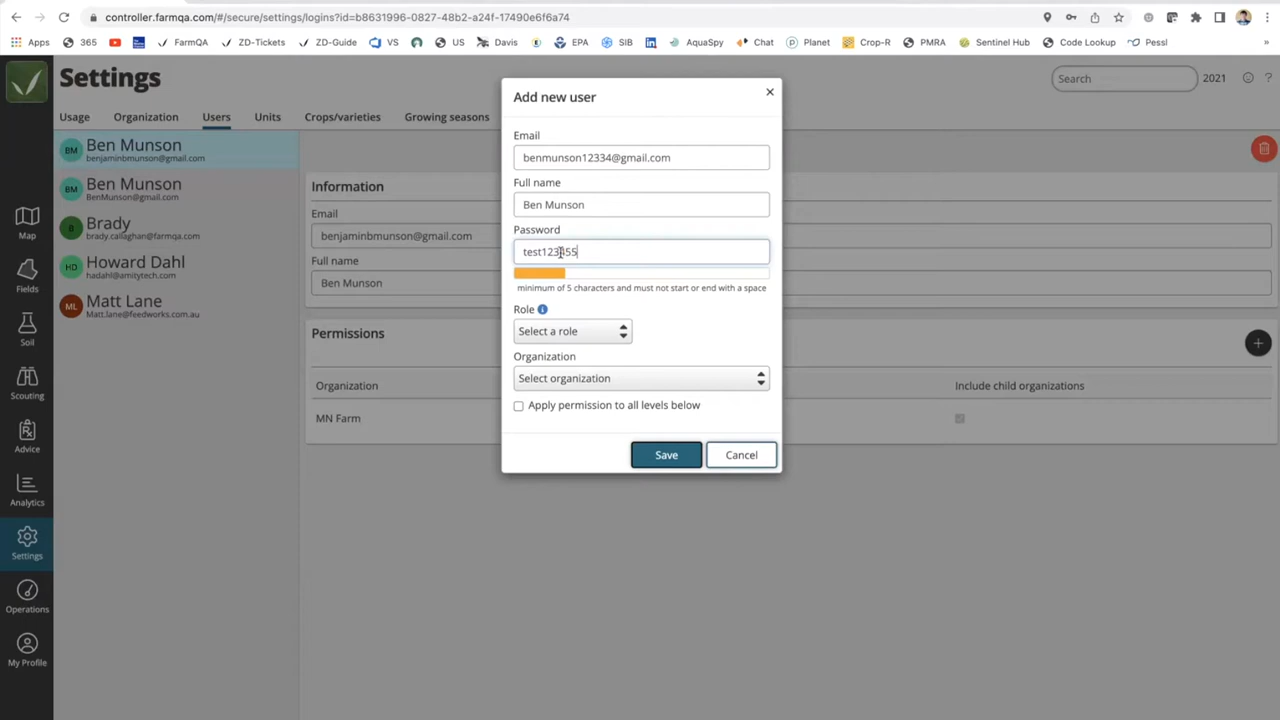 controller.farmqa.com/#/secure/settings/logins?id=b8631996-0827-48b2-a24f-17490e6f6a74
Apps 365 FarmQA ZD-Tickets ZD-Guide VS US Davis EPA SIB AquaSpy Chat Planet Crop-R PMRA Sentinel Hub Code Lookup Pessl »
Settings
Search
2021
Usage Organization Users Units Crops/varieties Growing seasons
BM Ben Munson
benjaminbmunson@gmail.com
BM Ben Munson
BenMunson@gmail.com
B Brady
brady.callaghan@farmqa.com
HD Howard Dahl
hadahl@amitytech.com
ML Matt Lane
Matt.lane@feedworks.com.au
Map
Fields
Soil
Scouting
Advice
Analytics
Settings
Operations
My Profile
Information
Email
benjaminbmunson@gmail.com
Full name
Ben Munson
Permissions
Organization
Include child organizations
MN Farm
Add new user
Email
benmunson12334@gmail.com
Full name
Ben Munson
Password
minimum of 5 characters and must not start or end with a space
Role
Select a role
Organization
Select organization
Apply permission to all levels below
Save Cancel